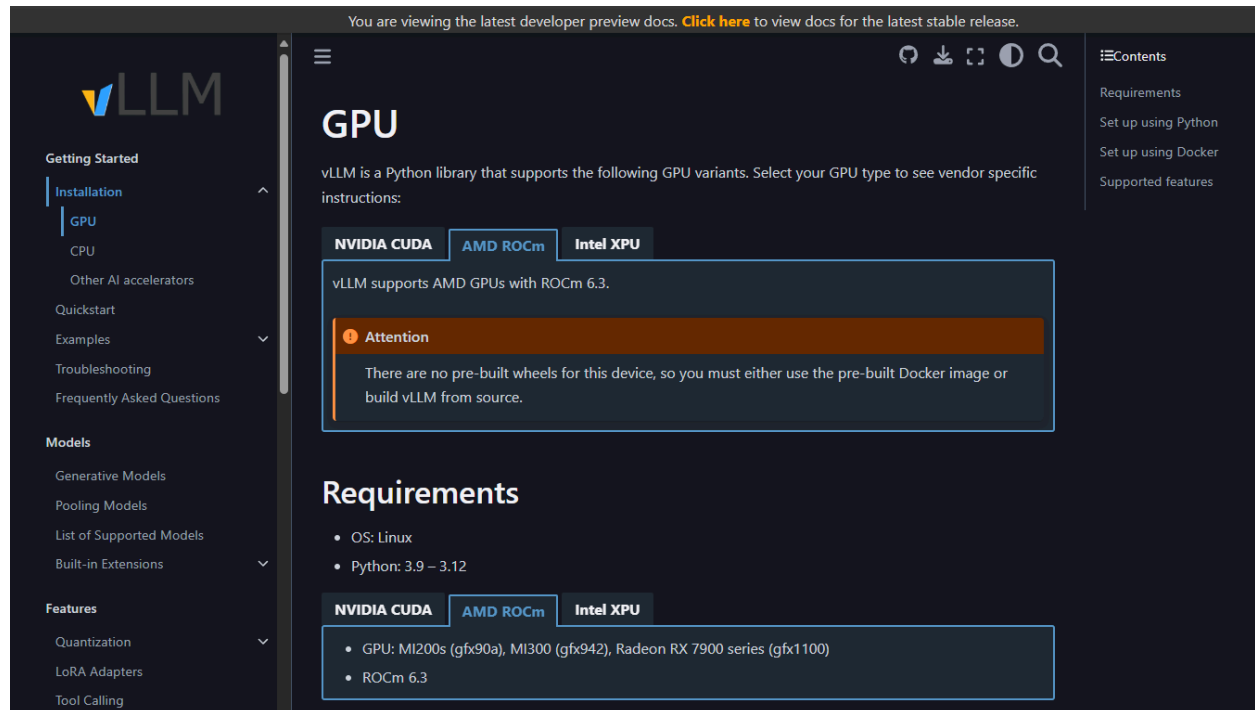 You are viewing the latest developer preview docs. Click here to view docs for the latest stable release.
vLLM
Getting Started
Installation
GPU
CPU
Other AI accelerators
Quickstart
Examples
Troubleshooting
Frequently Asked Questions
Models
Generative Models
Pooling Models
List of Supported Models
Built-in Extensions
Features
Quantization
LoRA Adapters
Tool Calling
GPU
vLLM is a Python library that supports the following GPU variants. Select your GPU type to see vendor specific
instructions:
NVIDIA CUDA AMD ROCm Intel XPU
vLLM supports AMD GPUs with ROCm 6.3.
Attention
There are no pre-built wheels for this device, so you must either use the pre-built Docker image or
build vLLM from source.
Requirements
• OS: Linux
• Python: 3.9 – 3.12
NVIDIA CUDA AMD ROCm Intel XPU
• GPU: MI200s (gfx90a), MI300 (gfx942), Radeon RX 7900 series (gfx1100)
• ROCm 6.3
Contents
Requirements
Set up using Python
Set up using Docker
Supported features